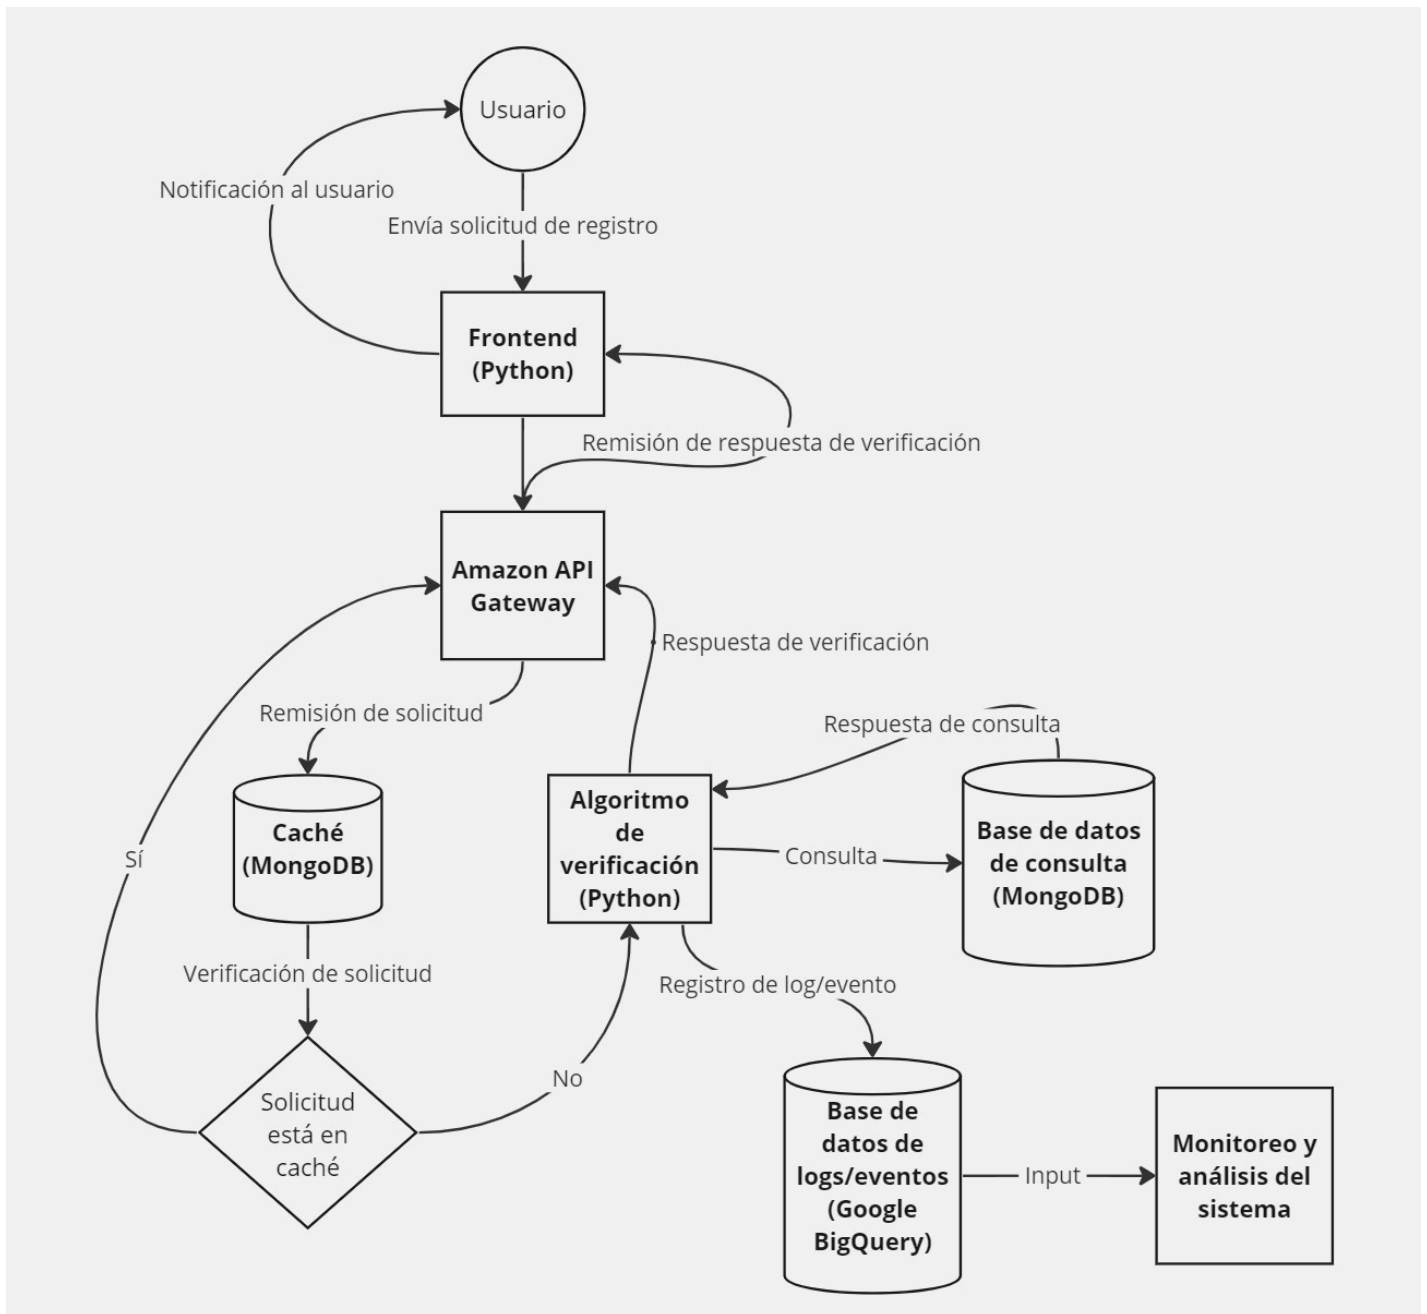 Usuario
Notificación al usuario
Envía solicitud de registro
Frontend
(Python)
Remisión de respuesta de verificación
Amazon API
Gateway
Respuesta de verificación
Remisión de solicitud
Respuesta de consulta
Caché
(MongoDB)
Algoritmo
de
verificación
(Python)
Consulta
Base de datos
de consulta
(MongoDB)
Sí
Verificación de solicitud
Registro de log/evento
No
Solicitud
está en
caché
Base de
datos de
logs/eventos
(Google
BigQuery)
Input
Monitoreo y
análisis del
sistema